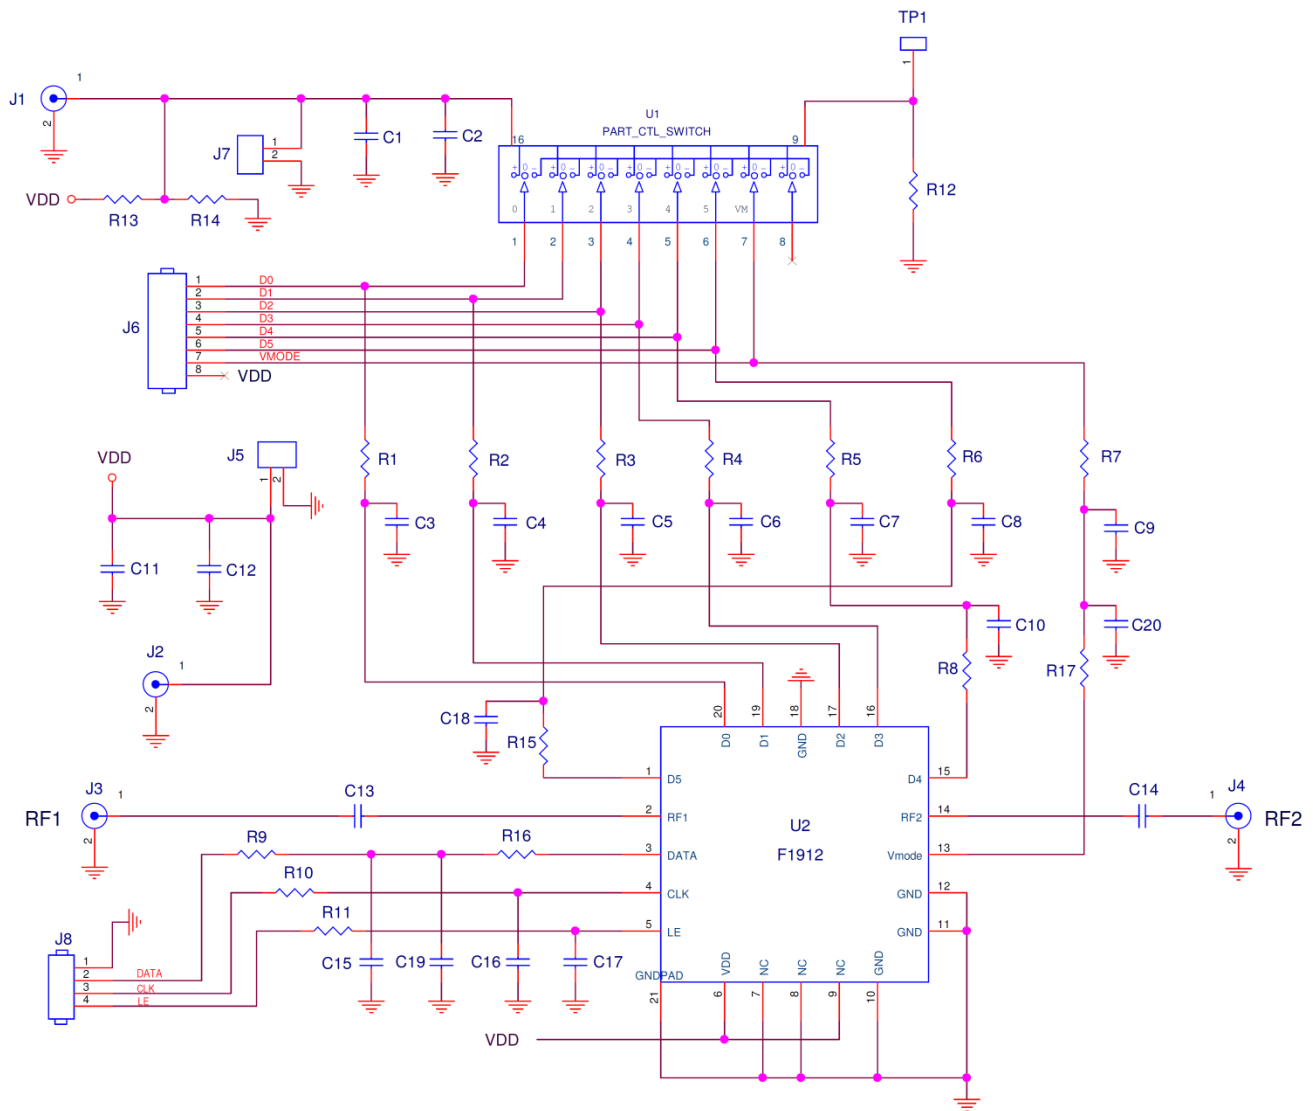 TP1
1
J1
1
2
U1
PART_CTL_SWITCH
16
9
C1
C2
J7
1
2
+ 0 - + 0 - + 0 - + 0 - + 0 - + 0 - + 0 -
VDD
R13
R14
R12
0 1 2 3 4 5 VM
1 2 3 4 5 6 7 8
J6
1 D0
2 D1
3 D2
4 D3
5 D4
6 D5
7 VMODE
8 VDD
VDD
J5
1
2
R1
R2
R3
R4
R5
R6
R7
C3
C4
C5
C6
C7
C8
C9
C11
C12
C10
C20
J2
1
2
R8
R17
C18
R15
20 19 18 17 16
D0 D1 GND D2 D3
1 D5
D4 15
J3
1
2
RF1
C13
2 RF1
RF2 14
C14
J4
1
2
RF2
U2
F1912
R9
R16
3 DATA
Vmode 13
R10
4 CLK
GND 12
R11
5 LE
GND 11
J8
1
2 DATA
3 CLK
4 LE
C15
C19
C16
C17
GNDPAD VDD NC NC NC GND
21 6 7 8 9 10
VDD